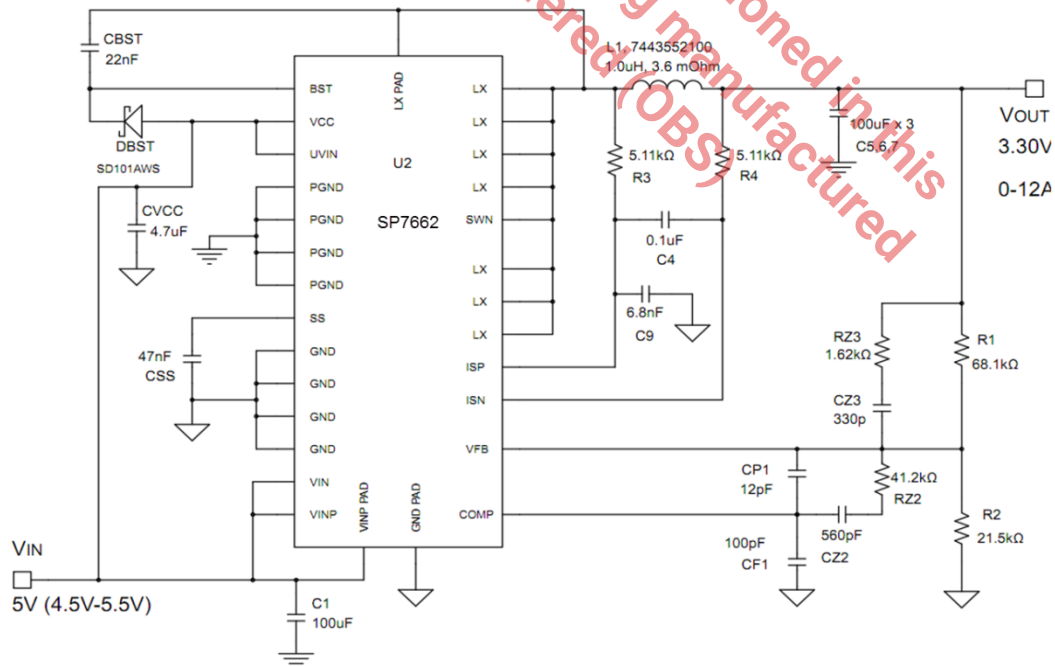 CBST
22nF
DBST
SD101AWS
CVCC
4.7uF
47nF
CSS
VIN
5V (4.5V-5.5V)
C1
100uF
BST
VCC
UVIN
PGND
PGND
PGND
PGND
SS
GND
GND
GND
GND
VIN
VINP
LX PAD
U2
SP7662
VINP PAD
GND PAD
LX
LX
LX
LX
SWN
LX
LX
LX
ISP
ISN
VFB
COMP
L1, 7443552100
1.0uH, 3.6 mOhm
5.11kΩ
R3
5.11kΩ
R4
0.1uF
C4
6.8nF
C9
100uF x 3
C5,6,7
VOUT
3.30V
0-12A
RZ3
1.62kΩ
CZ3
330p
R1
68.1kΩ
CP1
12pF
41.2kΩ
RZ2
560pF
CZ2
100pF
CF1
R2
21.5kΩ
tioned in this
g manufactured
ered (OBS)